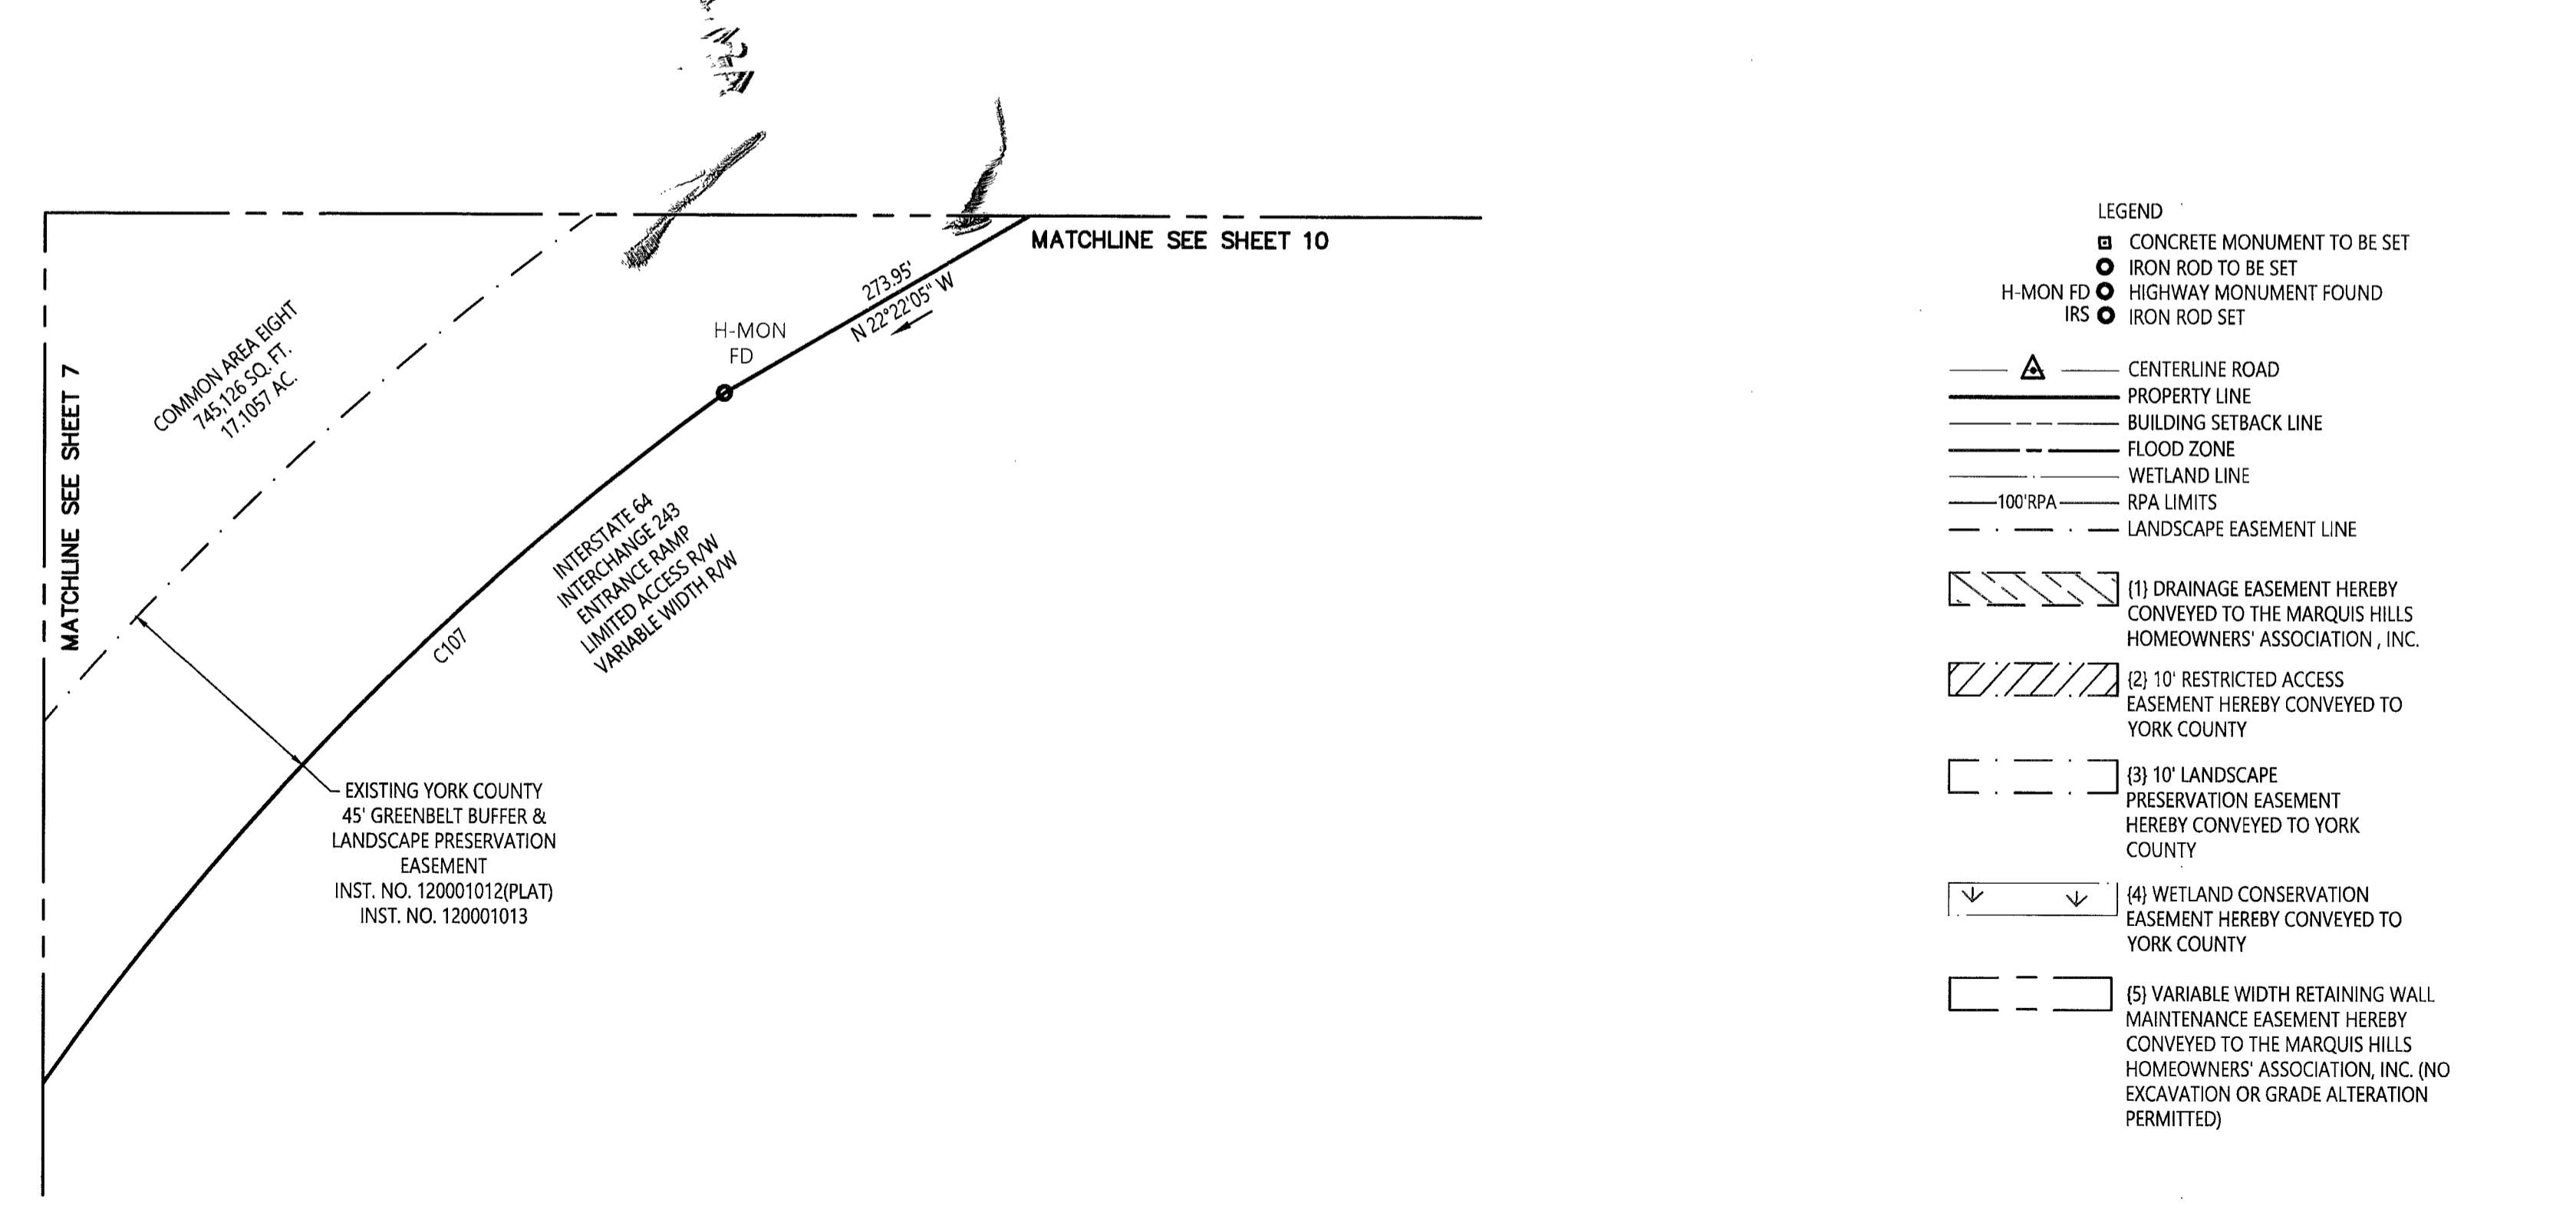 MATCHLINE SEE SHEET 10
273.95'
N 22°22'05" W
H-MON
FD
COMMON AREA EIGHT
745,126 SQ. FT.
17.1057 AC.
MATCHLINE SEE SHEET 7
INTERSTATE 64
INTERCHANGE 243
ENTRANCE RAMP
LIMITED ACCESS R/W
VARIABLE WIDTH R/W
C107
EXISTING YORK COUNTY
45' GREENBELT BUFFER &
LANDSCAPE PRESERVATION
EASEMENT
INST. NO. 120001012(PLAT)
INST. NO. 120001013
LEGEND
CONCRETE MONUMENT TO BE SET
IRON ROD TO BE SET
H-MON FD HIGHWAY MONUMENT FOUND
IRS IRON ROD SET
CENTERLINE ROAD
PROPERTY LINE
BUILDING SETBACK LINE
FLOOD ZONE
WETLAND LINE
100'RPA RPA LIMITS
LANDSCAPE EASEMENT LINE
{1} DRAINAGE EASEMENT HEREBY
CONVEYED TO THE MARQUIS HILLS
HOMEOWNERS' ASSOCIATION , INC.
{2} 10' RESTRICTED ACCESS
EASEMENT HEREBY CONVEYED TO
YORK COUNTY
{3} 10' LANDSCAPE
PRESERVATION EASEMENT
HEREBY CONVEYED TO YORK
COUNTY
{4} WETLAND CONSERVATION
EASEMENT HEREBY CONVEYED TO
YORK COUNTY
{5} VARIABLE WIDTH RETAINING WALL
MAINTENANCE EASEMENT HEREBY
CONVEYED TO THE MARQUIS HILLS
HOMEOWNERS' ASSOCIATION, INC. (NO
EXCAVATION OR GRADE ALTERATION
PERMITTED)